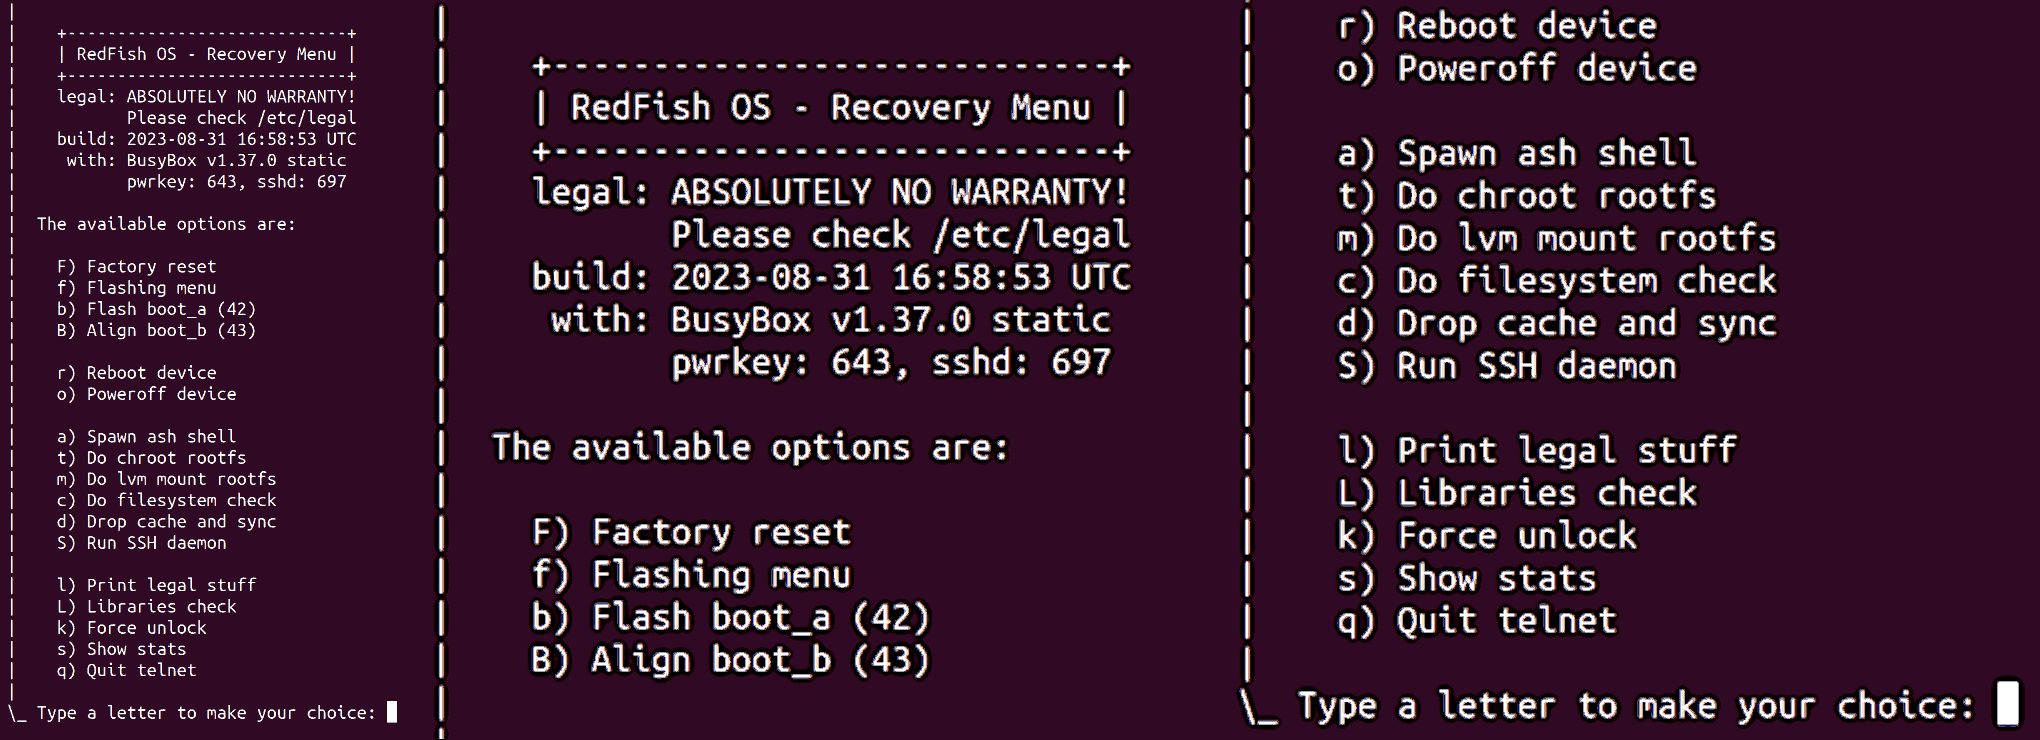 +----------------------------+
| RedFish OS - Recovery Menu |
+----------------------------+
legal: ABSOLUTELY NO WARRANTY!
Please check /etc/legal
build: 2023-08-31 16:58:53 UTC
with: BusyBox v1.37.0 static
pwrkey: 643, sshd: 697
The available options are:
F) Factory reset
f) Flashing menu
b) Flash boot_a (42)
B) Align boot_b (43)
r) Reboot device
o) Poweroff device
a) Spawn ash shell
t) Do chroot rootfs
m) Do lvm mount rootfs
c) Do filesystem check
d) Drop cache and sync
S) Run SSH daemon
l) Print legal stuff
L) Libraries check
k) Force unlock
s) Show stats
q) Quit telnet
\_ Type a letter to make your choice:
+----------------------------+
| RedFish OS - Recovery Menu |
+----------------------------+
legal: ABSOLUTELY NO WARRANTY!
Please check /etc/legal
build: 2023-08-31 16:58:53 UTC
with: BusyBox v1.37.0 static
pwrkey: 643, sshd: 697
The available options are:
F) Factory reset
f) Flashing menu
b) Flash boot_a (42)
B) Align boot_b (43)
r) Reboot device
o) Poweroff device
a) Spawn ash shell
t) Do chroot rootfs
m) Do lvm mount rootfs
c) Do filesystem check
d) Drop cache and sync
S) Run SSH daemon
l) Print legal stuff
L) Libraries check
k) Force unlock
s) Show stats
q) Quit telnet
\_ Type a letter to make your choice: